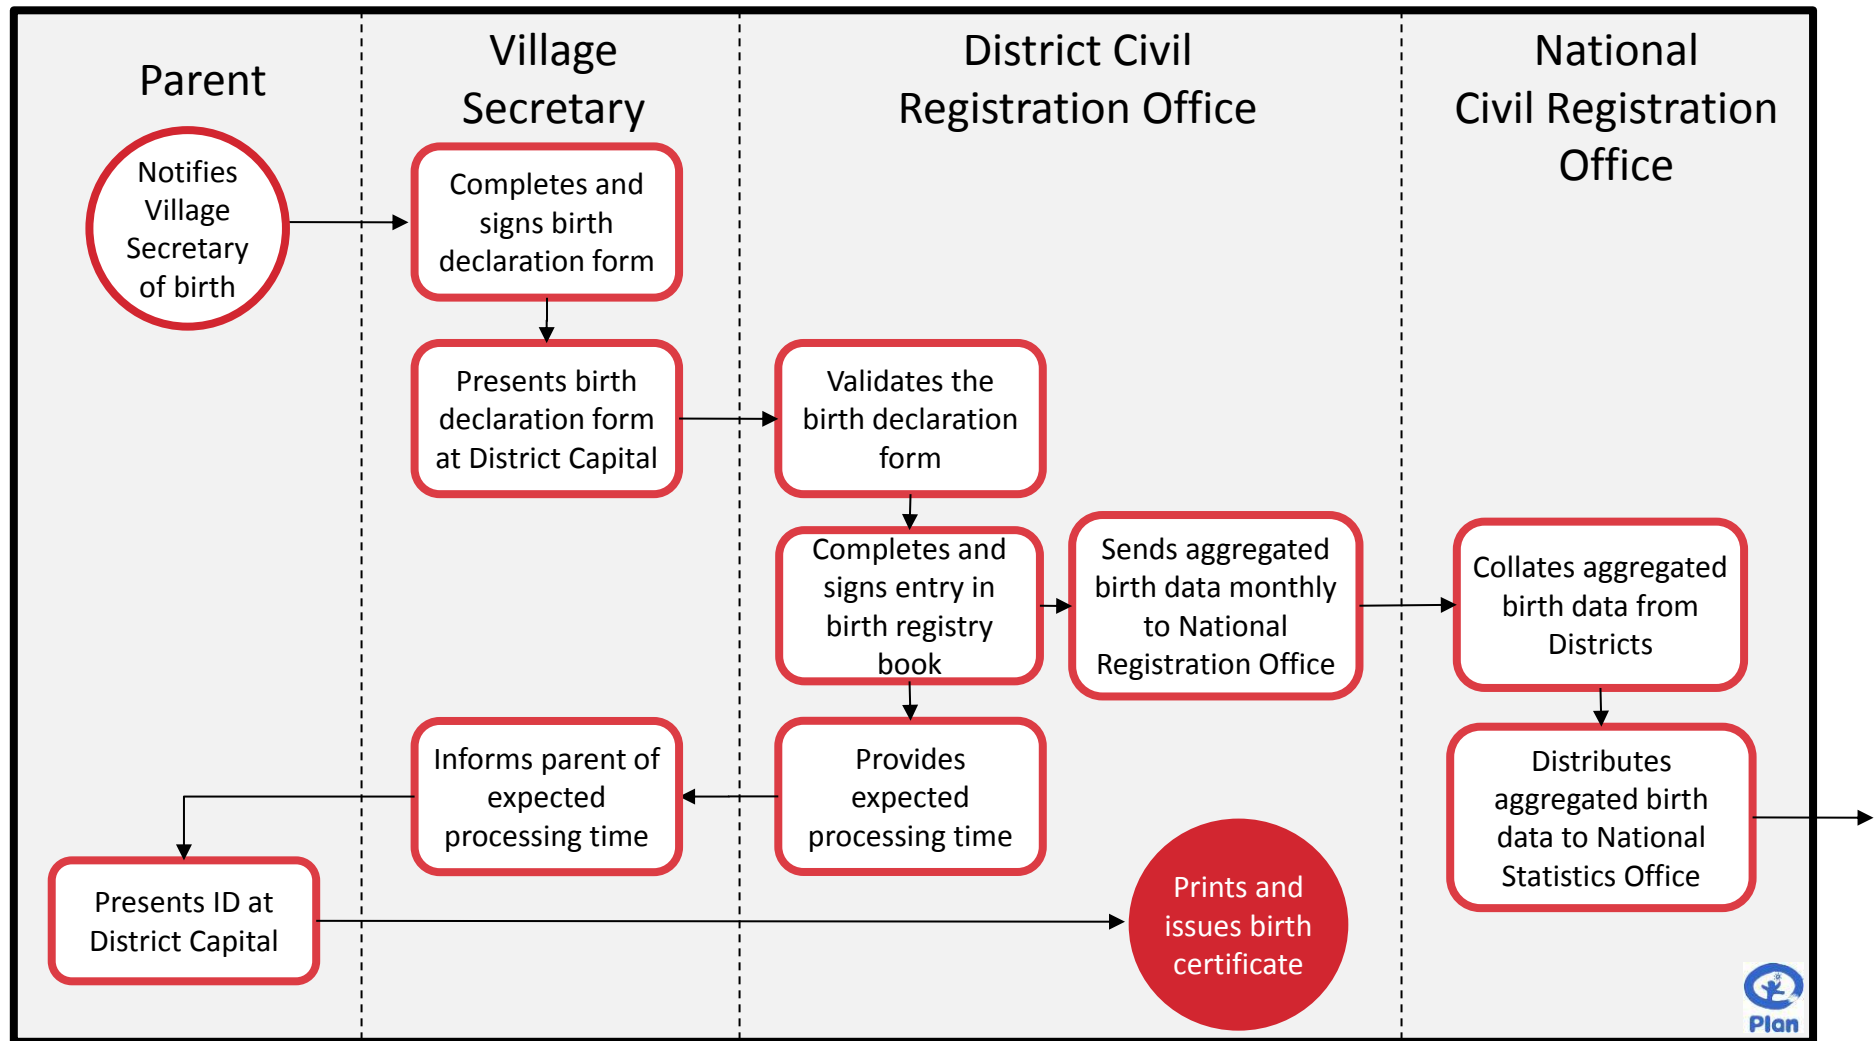 Parent
Village
Secretary
District Civil
Registration Office
National
Civil Registration
Office
Notifies
Village
Secretary
of birth
Completes and
signs birth
declaration form
Presents birth
declaration form
at District Capital
Validates the
birth declaration
form
Completes and
signs entry in
birth registry
book
Sends aggregated
birth data monthly
to National
Registration Office
Collates aggregated
birth data from
Districts
Informs parent of
expected
processing time
Provides
expected
processing time
Distributes
aggregated birth
data to National
Statistics Office
Presents ID at
District Capital
Prints and
issues birth
certificate
Plan